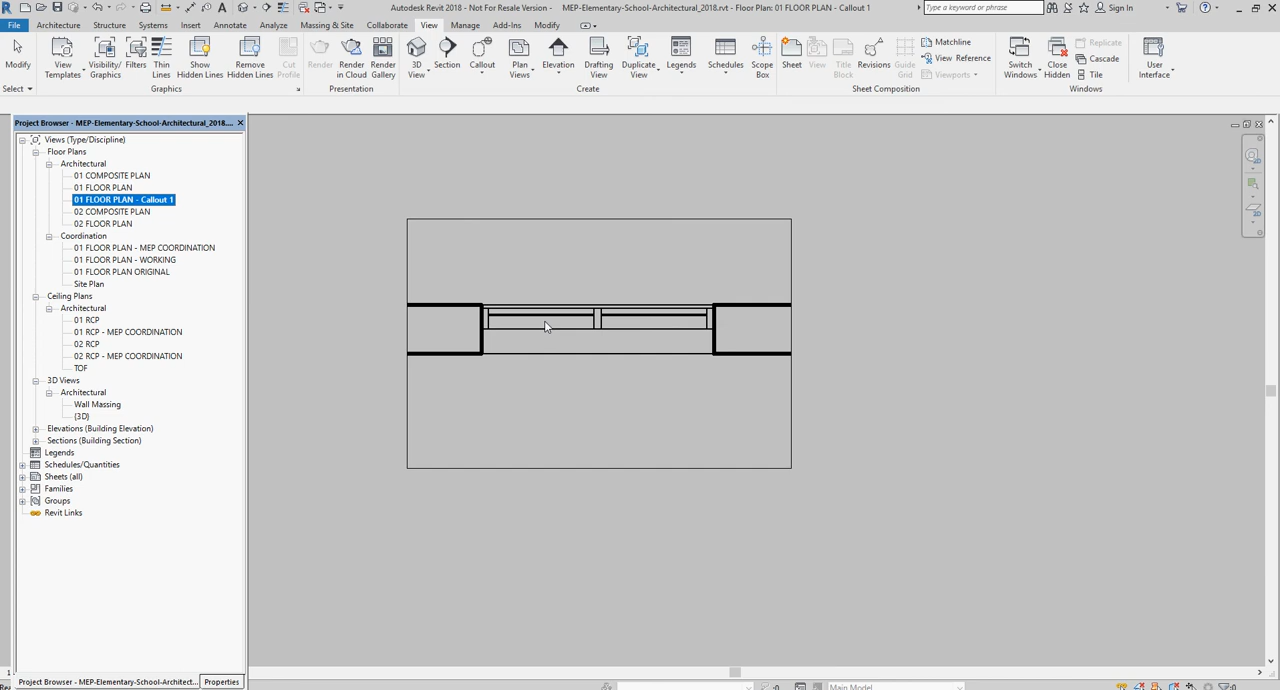 Autodesk Revit 2018 - Not For Resale Version - MEP-Elementary-School-Architectural_2018.rvt - Floor Plan: 01 FLOOR PLAN - Callout 1
Type a keyword or phrase
Sign In
File Architecture Structure Systems Insert Annotate Analyze Massing & Site Collaborate View Manage Add-Ins Modify
Modify
View Templates
Visibility/ Graphics
Filters
Thin Lines
Show Hidden Lines
Remove Hidden Lines
Cut Profile
Render
Render in Cloud
Render Gallery
3D View
Section
Callout
Plan Views
Elevation
Drafting View
Duplicate View
Legends
Schedules
Scope Box
Sheet
View
Title Block
Revisions
Guide Grid
Matchline
View Reference
Viewports
Switch Windows
Close Hidden
Replicate
Cascade
Tile
User Interface
Select
Graphics
Presentation
Create
Sheet Composition
Windows
Project Browser - MEP-Elementary-School-Architectural_2018....
Views (Type/Discipline)
Floor Plans
Architectural
01 COMPOSITE PLAN
01 FLOOR PLAN
01 FLOOR PLAN - Callout 1
02 COMPOSITE PLAN
02 FLOOR PLAN
Coordination
01 FLOOR PLAN - MEP COORDINATION
01 FLOOR PLAN - WORKING
01 FLOOR PLAN ORIGINAL
Site Plan
Ceiling Plans
Architectural
01 RCP
01 RCP - MEP COORDINATION
02 RCP
02 RCP - MEP COORDINATION
TOF
3D Views
Architectural
Wall Massing
{3D}
Elevations (Building Elevation)
Sections (Building Section)
Legends
Schedules/Quantities
Sheets (all)
Families
Groups
Revit Links
Project Browser - MEP-Elementary-School-Architect...
Properties
Main Model